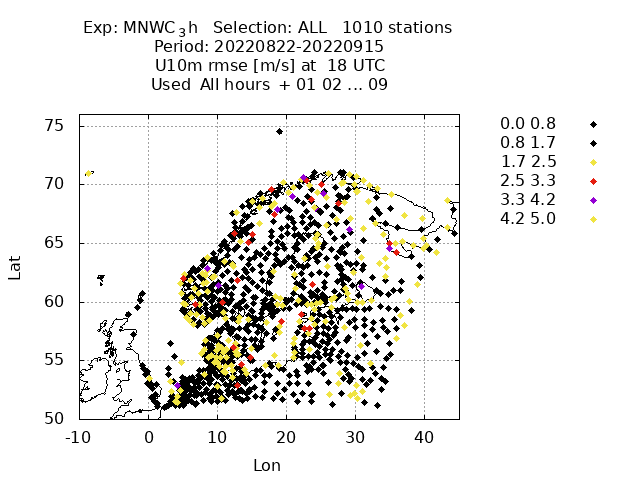 Exp: MNWC₃h   Selection: ALL   1010 stations
Period: 20220822-20220915
U10m rmse [m/s] at  18 UTC
Used  All hours  + 01 02 ... 09
75
70
65
60
55
50
-10 0 10 20 30 40
Lat
Lon
0.0 0.8
0.8 1.7
1.7 2.5
2.5 3.3
3.3 4.2
4.2 5.0